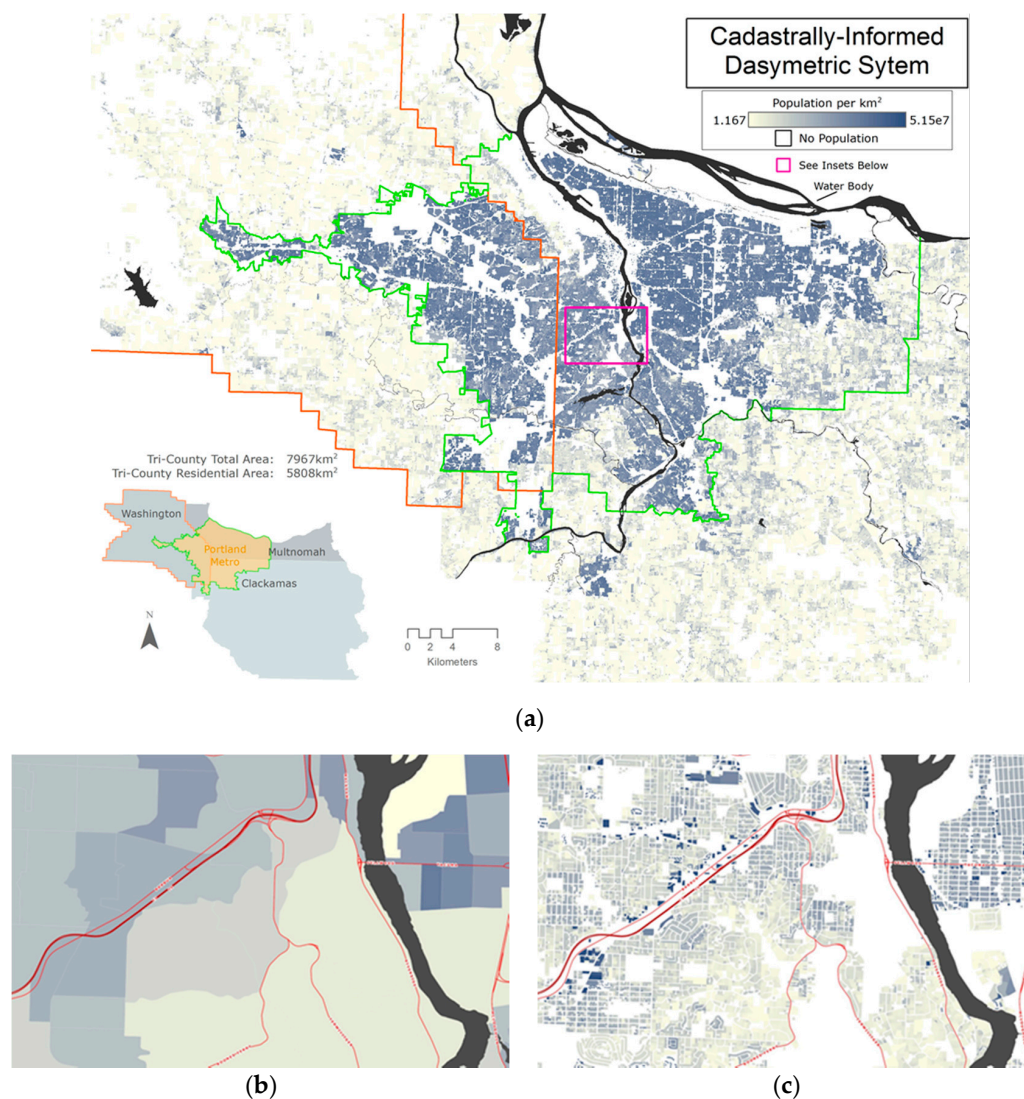 Cadastrally-Informed
Dasymetric Sytem
Population per km²
1.167
5.15e7
No Population
See Insets Below
Water Body
Tri-County Total Area: 7967km²
Tri-County Residential Area: 5808km²
Washington
Portland
Metro
Multnomah
Clackamas
N
0 2 4 8
Kilometers
(a)
(b)
(c)